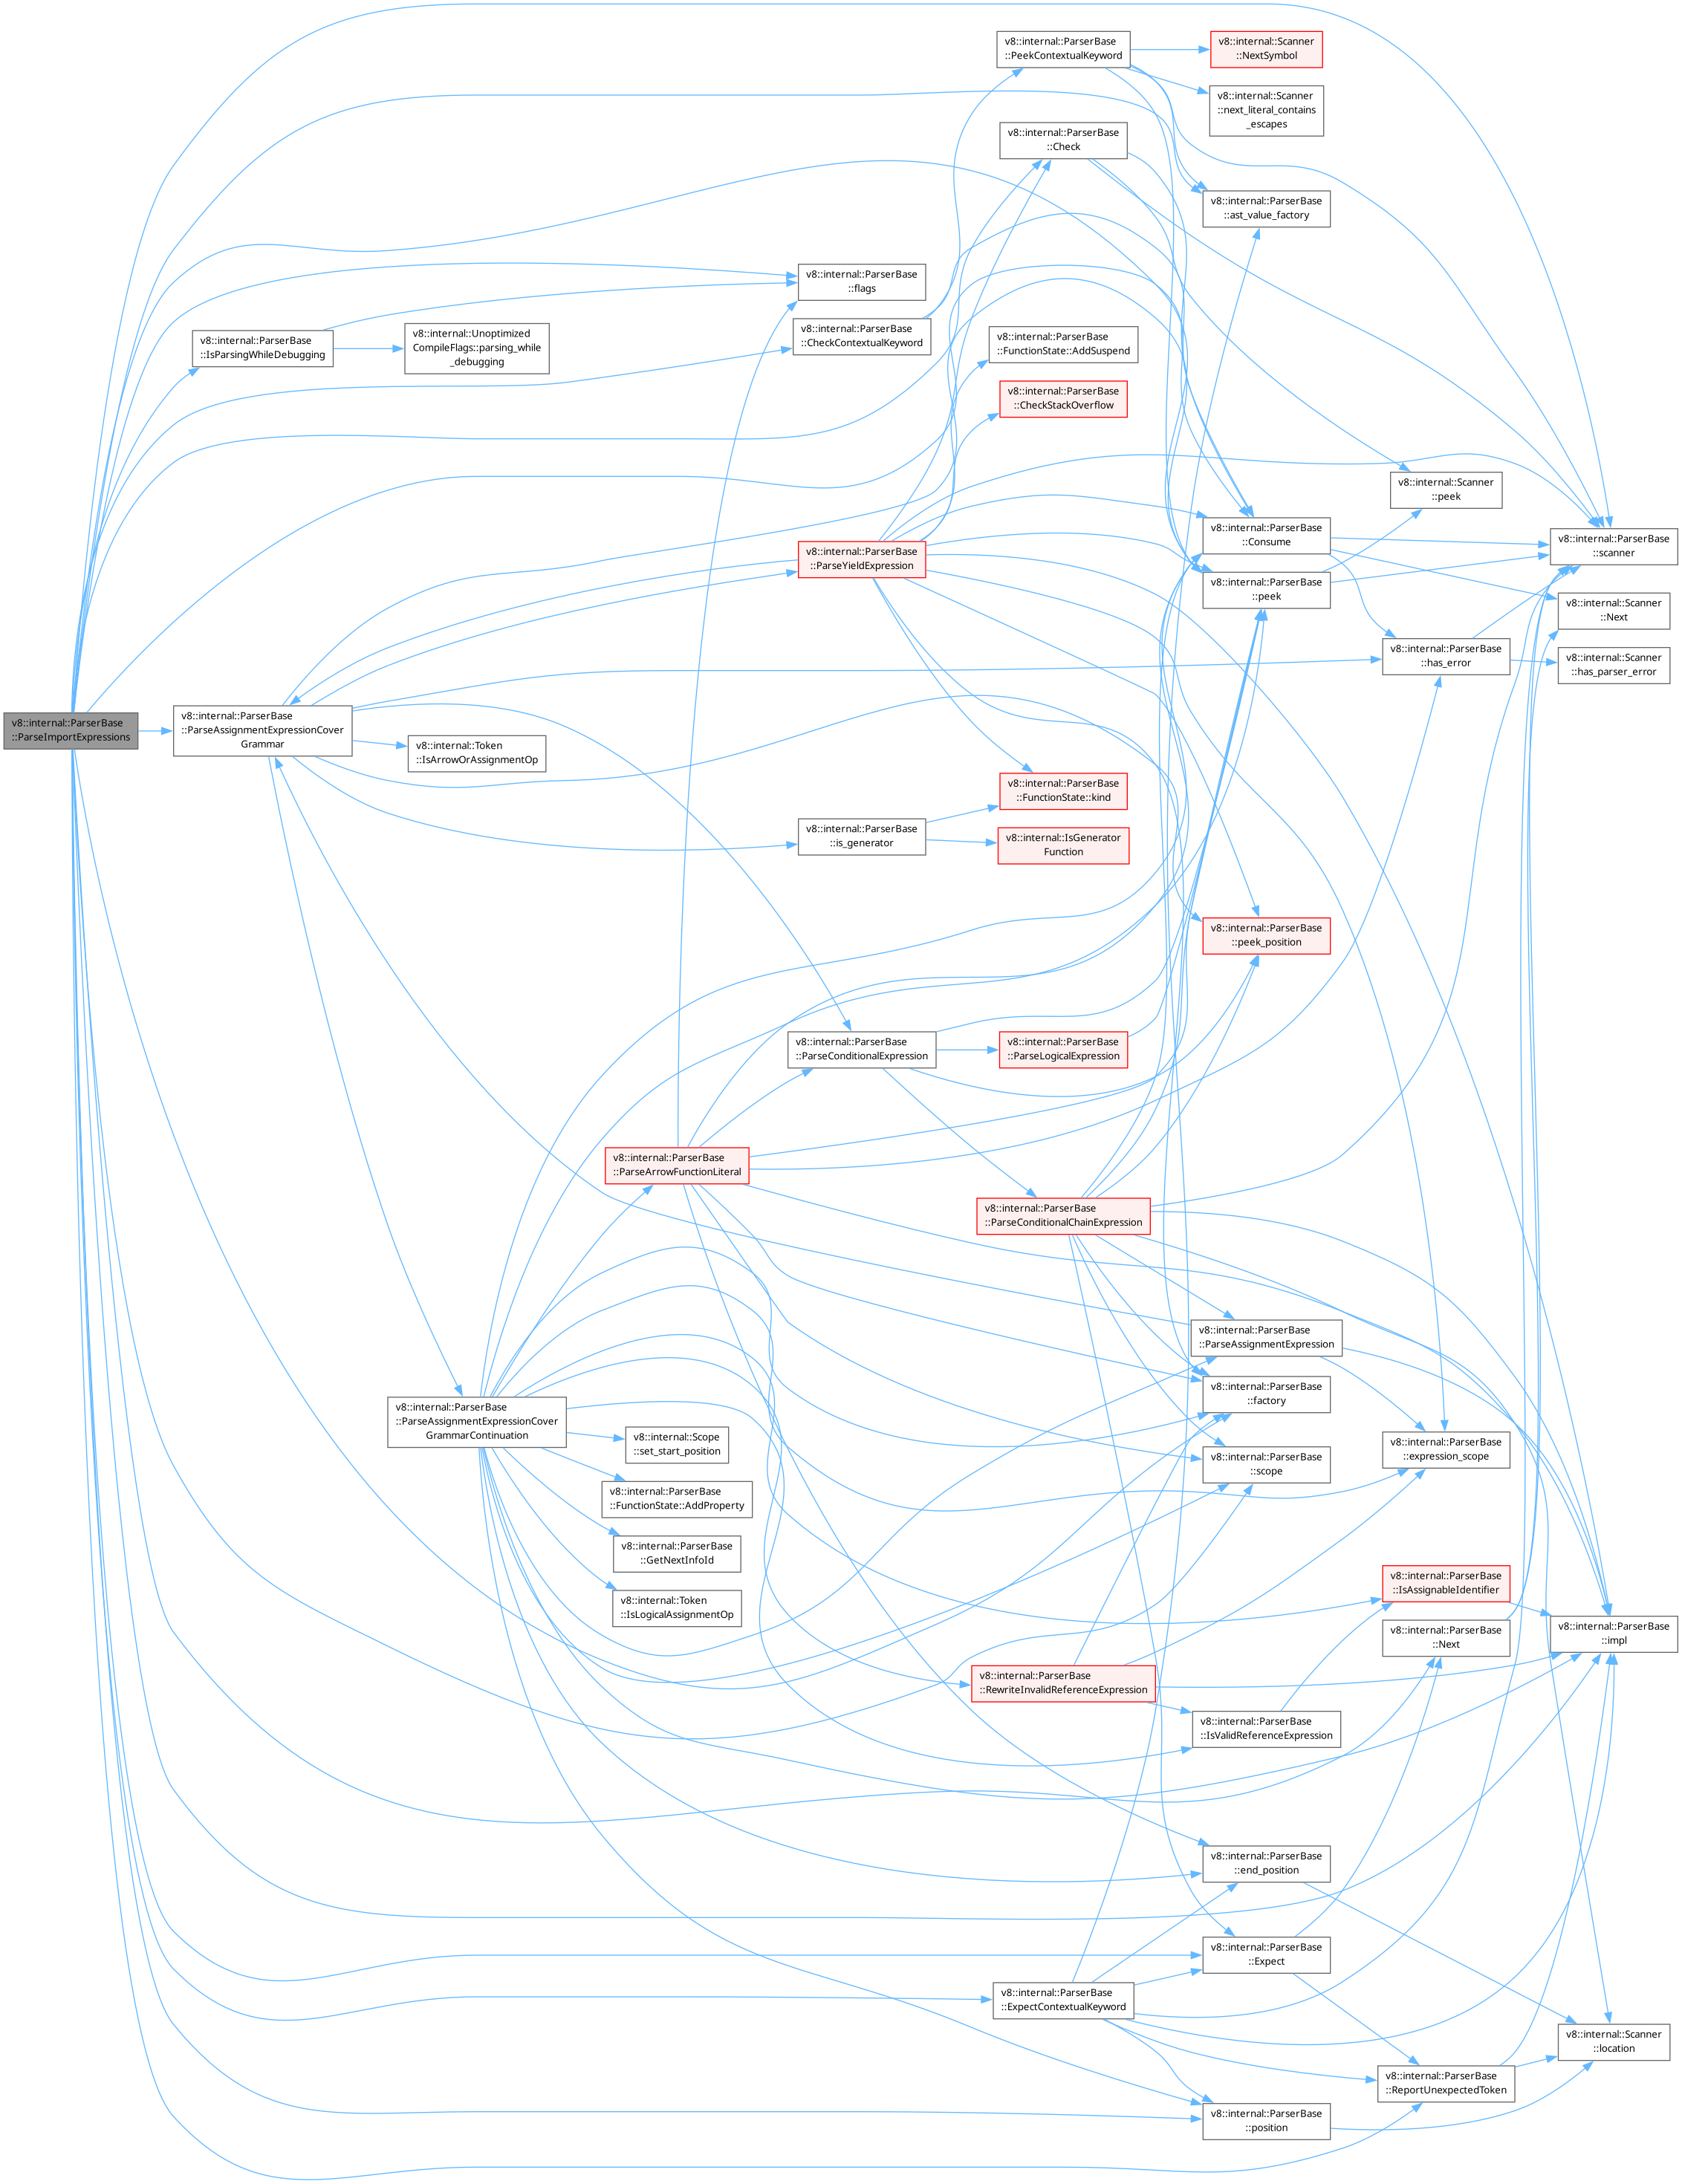 v8::internal::ParserBase
::PeekContextualKeyword
v8::internal::Scanner
::NextSymbol
v8::internal::Scanner
::next_literal_contains
_escapes
v8::internal::ParserBase
::Check
v8::internal::ParserBase
::ast_value_factory
v8::internal::ParserBase
::flags
v8::internal::ParserBase
::IsParsingWhileDebugging
v8::internal::Unoptimized
CompileFlags::parsing_while
_debugging
v8::internal::ParserBase
::CheckContextualKeyword
v8::internal::ParserBase
::FunctionState::AddSuspend
v8::internal::ParserBase
::CheckStackOverflow
v8::internal::Scanner
::peek
v8::internal::ParserBase
::ParseYieldExpression
v8::internal::ParserBase
::Consume
v8::internal::ParserBase
::scanner
v8::internal::ParserBase
::peek
v8::internal::Scanner
::Next
v8::internal::ParserBase
::has_error
v8::internal::Scanner
::has_parser_error
v8::internal::ParserBase
::ParseImportExpressions
v8::internal::ParserBase
::ParseAssignmentExpressionCover
Grammar
v8::internal::Token
::IsArrowOrAssignmentOp
v8::internal::ParserBase
::FunctionState::kind
v8::internal::ParserBase
::is_generator
v8::internal::IsGenerator
Function
v8::internal::ParserBase
::peek_position
v8::internal::ParserBase
::ParseConditionalExpression
v8::internal::ParserBase
::ParseLogicalExpression
v8::internal::ParserBase
::ParseArrowFunctionLiteral
v8::internal::ParserBase
::ParseConditionalChainExpression
v8::internal::ParserBase
::ParseAssignmentExpression
v8::internal::ParserBase
::factory
v8::internal::ParserBase
::ParseAssignmentExpressionCover
GrammarContinuation
v8::internal::Scope
::set_start_position
v8::internal::ParserBase
::scope
v8::internal::ParserBase
::expression_scope
v8::internal::ParserBase
::FunctionState::AddProperty
v8::internal::ParserBase
::GetNextInfoId
v8::internal::Token
::IsLogicalAssignmentOp
v8::internal::ParserBase
::IsAssignableIdentifier
v8::internal::ParserBase
::Next
v8::internal::ParserBase
::impl
v8::internal::ParserBase
::RewriteInvalidReferenceExpression
v8::internal::ParserBase
::IsValidReferenceExpression
v8::internal::ParserBase
::end_position
v8::internal::ParserBase
::Expect
v8::internal::ParserBase
::ExpectContextualKeyword
v8::internal::Scanner
::location
v8::internal::ParserBase
::ReportUnexpectedToken
v8::internal::ParserBase
::position